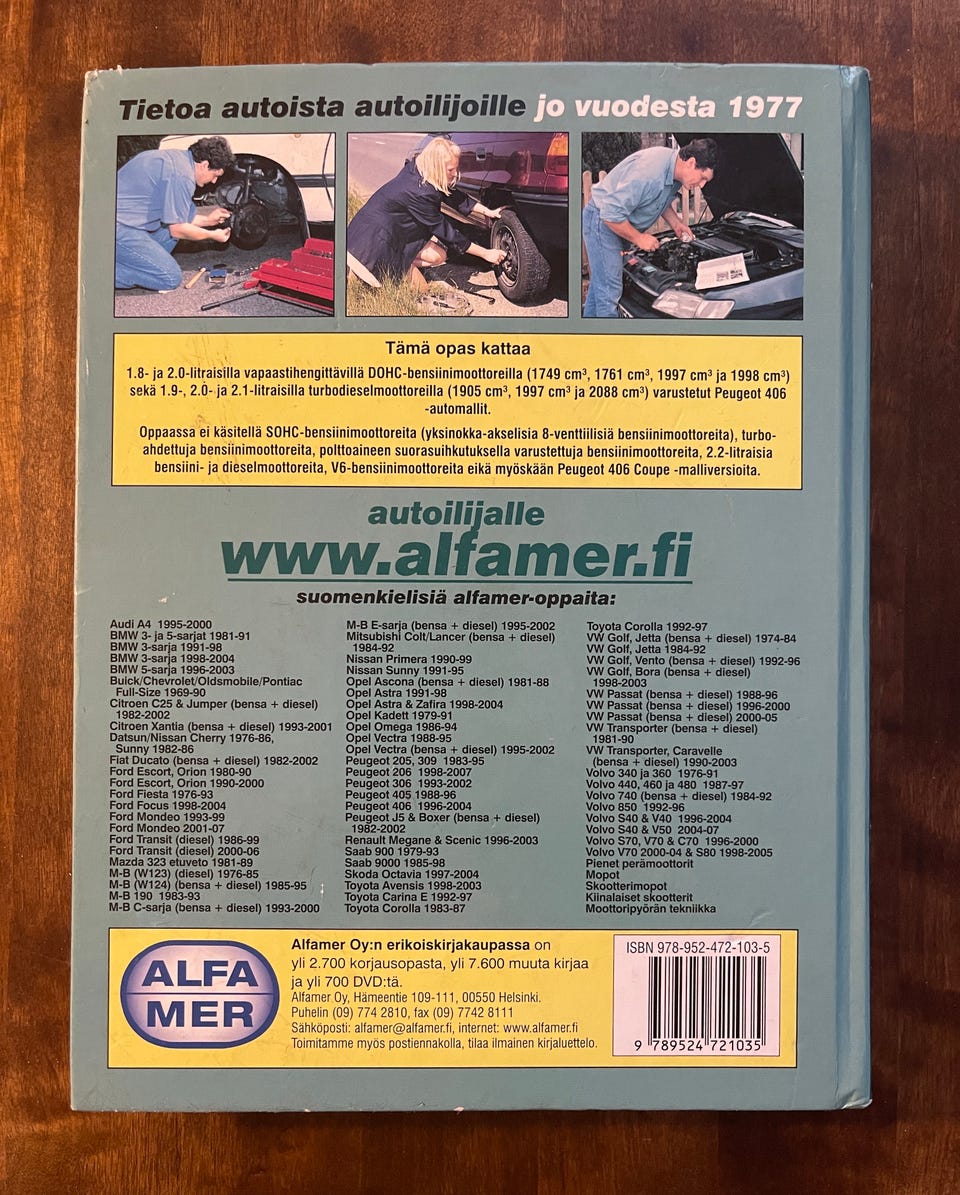 Tietoa autoista autoilijoille jo vuodesta 1977
Tämä opas kattaa
1.8- ja 2.0-litraisilla vapaastihengittävillä DOHC-bensiinimoottoreilla (1749 cm³, 1761 cm³, 1997 cm³ ja 1998 cm³)
sekä 1.9-, 2.0- ja 2.1-litraisilla turbodieselmoottoreilla (1905 cm³, 1997 cm³ ja 2088 cm³) varustetut Peugeot 406
-automallit.
Oppaassa ei käsitellä SOHC-bensiinimoottoreita (yksinokka-akselisia 8-venttiilisiä bensiinimoottoreita), turbo-
ahdettuja bensiinimoottoreita, polttoaineen suorasuihkutuksella varustettuja bensiinimoottoreita, 2.2-litraisia
bensiini- ja dieselmoottoreita, V6-bensiinimoottoreita eikä myöskään Peugeot 406 Coupe -malliversioita.
autoilijalle
www.alfamer.fi
suomenkielisiä alfamer-oppaita:
Audi A4 1995-2000
BMW 3- ja 5-sarjat 1981-91
BMW 3-sarja 1991-98
BMW 3-sarja 1998-2004
BMW 5-sarja 1996-2003
Buick/Chevrolet/Oldsmobile/Pontiac
Full-Size 1969-90
Citroen C25 & Jumper (bensa + diesel)
1982-2002
Citroen Xantia (bensa + diesel) 1993-2001
Datsun/Nissan Cherry 1976-86,
Sunny 1982-86
Fiat Ducato (bensa + diesel) 1982-2002
Ford Escort, Orion 1980-90
Ford Escort, Orion 1990-2000
Ford Fiesta 1976-93
Ford Focus 1998-2004
Ford Mondeo 1993-99
Ford Mondeo 2001-07
Ford Transit (diesel) 1986-99
Ford Transit (diesel) 2000-06
Mazda 323 etuveto 1981-89
M-B (W123) (diesel) 1976-85
M-B (W124) (bensa + diesel) 1985-95
M-B 190 1983-93
M-B C-sarja (bensa + diesel) 1993-2000
M-B E-sarja (bensa + diesel) 1995-2002
Mitsubishi Colt/Lancer (bensa + diesel)
1984-92
Nissan Primera 1990-99
Nissan Sunny 1991-95
Opel Ascona (bensa + diesel) 1981-88
Opel Astra 1991-98
Opel Astra & Zafira 1998-2004
Opel Kadett 1979-91
Opel Omega 1986-94
Opel Vectra 1988-95
Opel Vectra (bensa + diesel) 1995-2002
Peugeot 205, 309 1983-95
Peugeot 206 1998-2007
Peugeot 306 1993-2002
Peugeot 405 1988-96
Peugeot 406 1996-2004
Peugeot J5 & Boxer (bensa + diesel)
1982-2002
Renault Megane & Scenic 1996-2003
Saab 900 1979-93
Saab 9000 1985-98
Skoda Octavia 1997-2004
Toyota Avensis 1998-2003
Toyota Carina E 1992-97
Toyota Corolla 1983-87
Toyota Corolla 1992-97
VW Golf, Jetta (bensa + diesel) 1974-84
VW Golf, Jetta 1984-92
VW Golf, Vento (bensa + diesel) 1992-96
VW Golf, Bora (bensa + diesel)
1998-2003
VW Passat (bensa + diesel) 1988-96
VW Passat (bensa + diesel) 1996-2000
VW Passat (bensa + diesel) 2000-05
VW Transporter (bensa + diesel)
1981-90
VW Transporter, Caravelle
(bensa + diesel) 1990-2003
Volvo 340 ja 360 1976-91
Volvo 440, 460 ja 480 1987-97
Volvo 740 (bensa + diesel) 1984-92
Volvo 850 1992-96
Volvo S40 & V40 1996-2004
Volvo S40 & V50 2004-07
Volvo S70, V70 & C70 1996-2000
Volvo V70 2000-04 & S80 1998-2005
Pienet perämoottorit
Mopot
Skootterimopot
Kiinalaiset skootterit
Moottoripyörän tekniikka
ALFA
MER
Alfamer Oy:n erikoiskirjakaupassa on
yli 2.700 korjausopasta, yli 7.600 muuta kirjaa
ja yli 700 DVD:tä.
Alfamer Oy, Hämeentie 109-111, 00550 Helsinki.
Puhelin (09) 774 2810, fax (09) 7742 8111
Sähköposti: alfamer@alfamer.fi, internet: www.alfamer.fi
Toimitamme myös postiennakolla, tilaa ilmainen kirjaluettelo.
ISBN 978-952-472-103-5
9 789524 721035